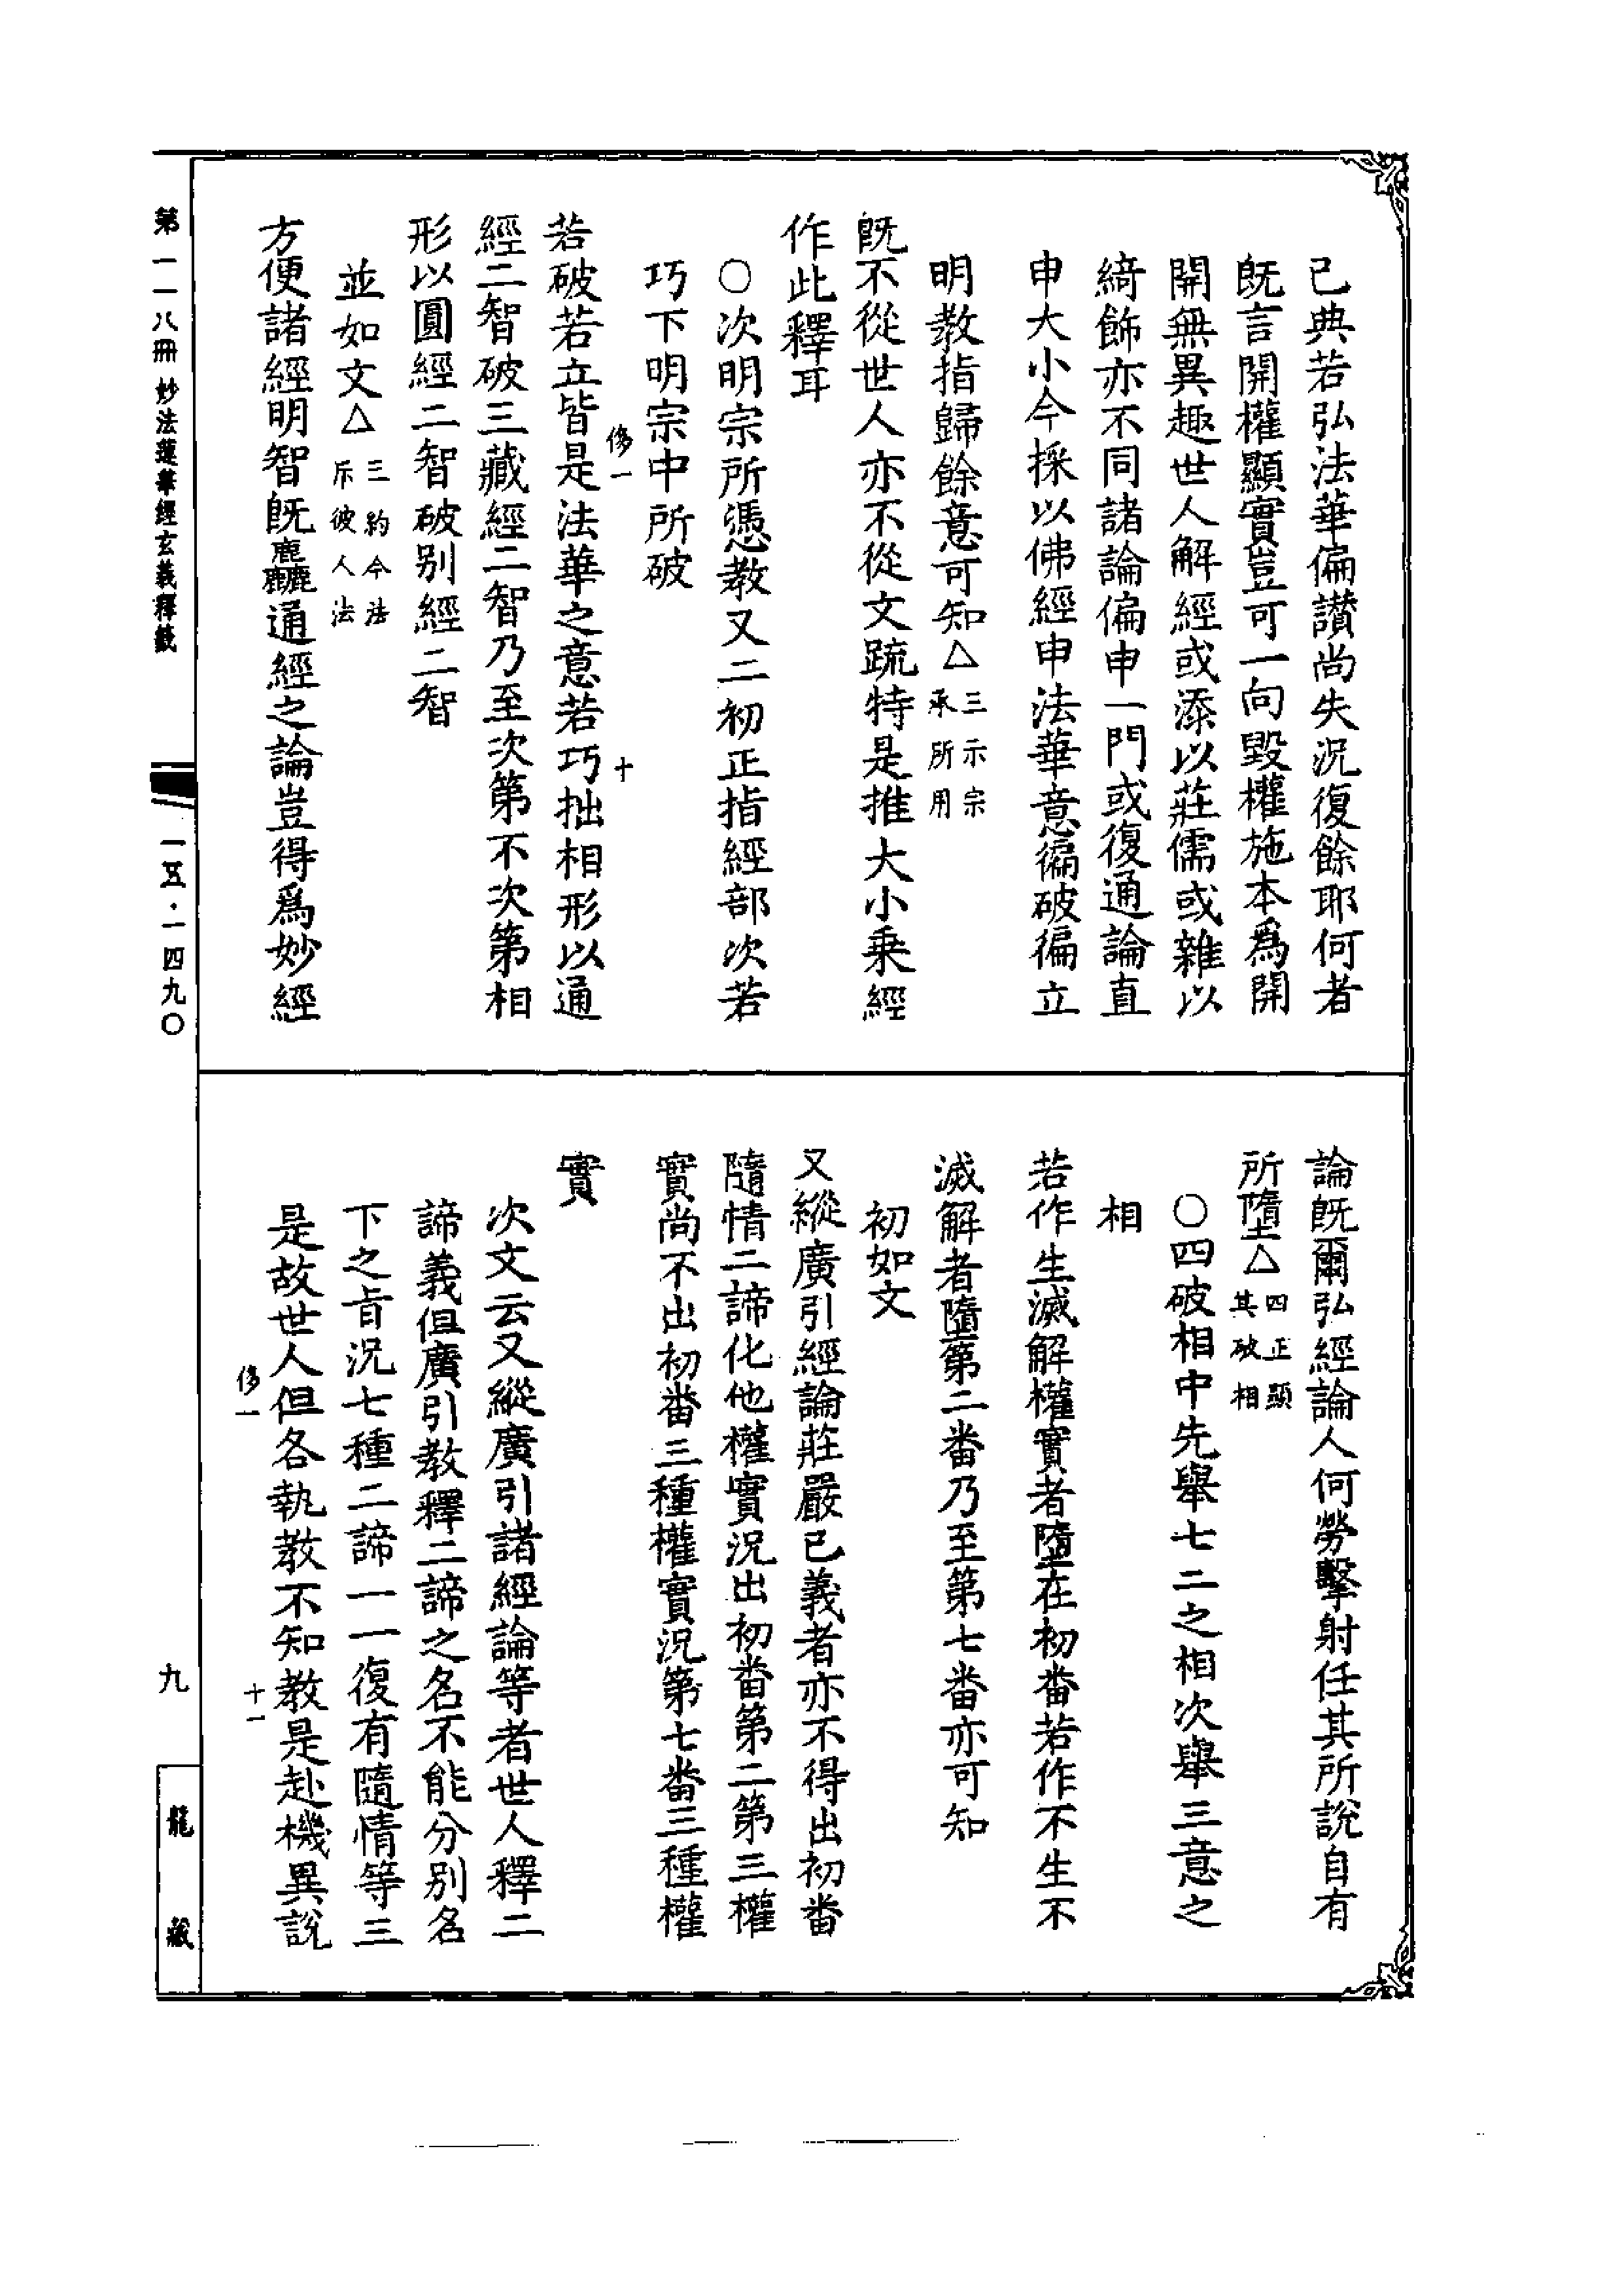 己典若弘法華偏讃尚失况復餘耶何者
旣言開權顯實豈可一向毀權施本為開
開無異趣世人解經或添以莊儒或雜以
綺飾亦不同諸論偏申一門或復通論直
申大小今採以佛經申法華意徧破徧立
明教指歸餘意可知△三示宗承所用
旣不從世人亦不從文疏特是推大小乘經
作此釋耳
○次明宗所憑教又二初正指經部次若
巧下明宗中所破
侈一
十
若破若立皆是法華之意若巧拙相形以通
經二智破三藏經二智乃至次第不次第相
形以圓經二智破別經二智
並如文△三約今法斥彼人法
方便諸經明智旣麤通經之論豈得爲妙經
論旣爾弘經論人何勞擊射任其所說自有
所墮△四正顯其破相
○四破相中先舉七二之相次舉三意之
相
若作生滅解權實者墮在初番若作不生不
滅解者墮第二番乃至第七番亦可知
初如文
又縱廣引經論莊嚴已義者亦不得出初番
隨情二諦化他權實況出初番第二第三權
實尚不出初番三種權實況第七番三種權
實
次文云又縱廣引諸經論等者世人釋二
諦義但廣引教釋二諦之名不能分別名
下之旨況七種二諦一一復有隨情等三
是故世人但各執教不知教是赴機異說
侈一
十一
第一一八冊 妙法蓮華經玄義釋籤
一五·一四九〇
九
龍藏